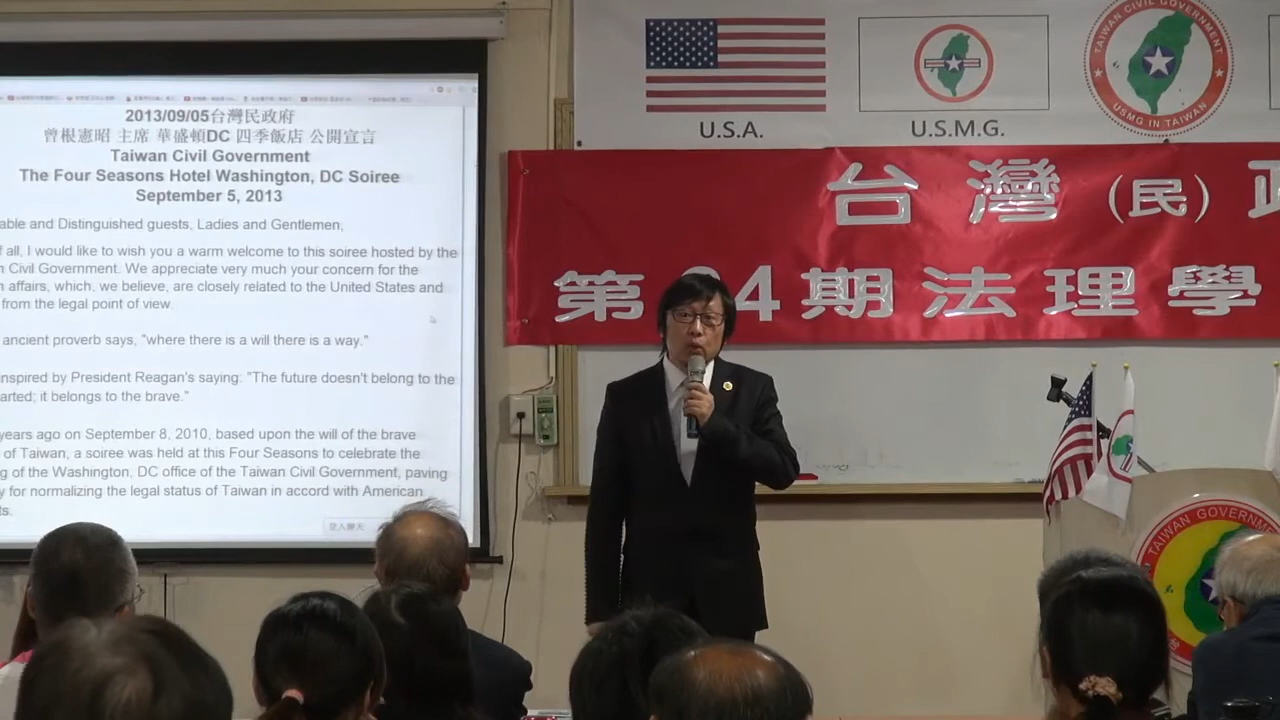 2013/09/05台灣民政府
曾根憲昭 主席 華盛頓DC 四季飯店 公開宣言
Taiwan Civil Government
The Four Seasons Hotel Washington, DC Soiree
September 5, 2013
able and Distinguished guests, Ladies and Gentlemen,
f all, I would like to wish you a warm welcome to this soiree hosted by the
n Civil Government. We appreciate very much your concern for the
n affairs, which, we believe, are closely related to the United States and
from the legal point of view.
ancient proverb says, "where there is a will there is a way."
inspired by President Reagan's saying: "The future doesn't belong to the
arted; it belongs to the brave."
years ago on September 8, 2010, based upon the will of the brave
of Taiwan, a soiree was held at this Four Seasons to celebrate the
g of the Washington, DC office of the Taiwan Civil Government, paving
y for normalizing the legal status of Taiwan in accord with American
ts.
登入聊天
U.S.A.
U.S.M.G.
TAIWAN CIVIL GOVERNMENT
USMG IN TAIWAN
台灣(民)政
第 4期法理學
TAIWAN GOVERNMENT